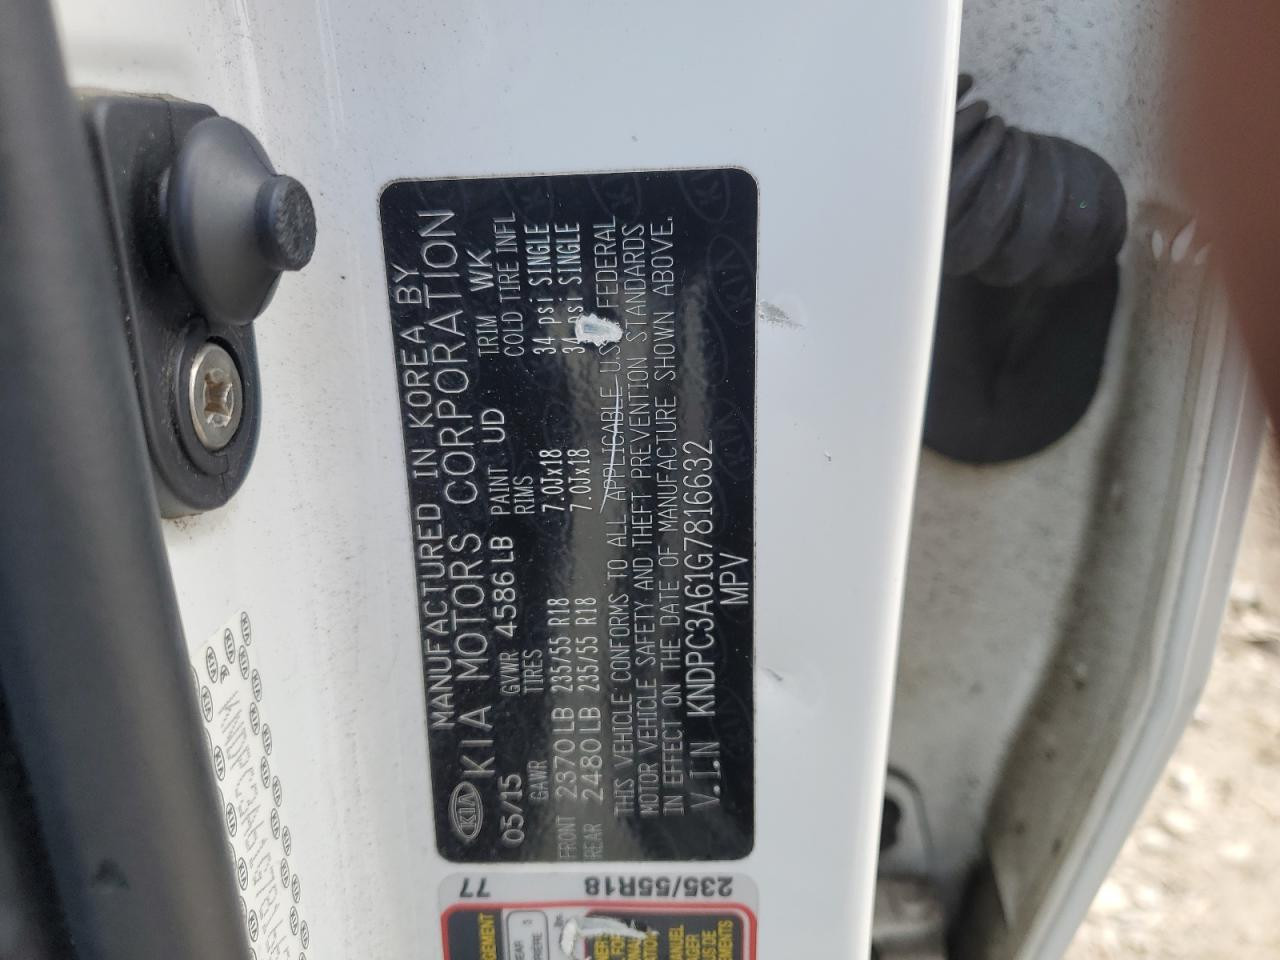 MANUFACTURED IN KOREA BY
KIA KIA MOTORS CORPORATION
05/15 GVWR 4586 LB PAINT UD TRIM WK
GAWR TIRES RIMS COLD TIRE INFL
FRONT 2370 LB 235/55 R18 7.0Jx18 34 psi SINGLE
REAR 2480 LB 235/55 R18 7.0Jx18 34 psi SINGLE
THIS VEHICLE CONFORMS TO ALL APPLICABLE U.S. FEDERAL
MOTOR VEHICLE SAFETY AND THEFT PREVENTION STANDARDS
IN EFFECT ON THE DATE OF MANUFACTURE SHOWN ABOVE.
V.I.N KNDPC3A61G7816632
MPV
77
235/55R18